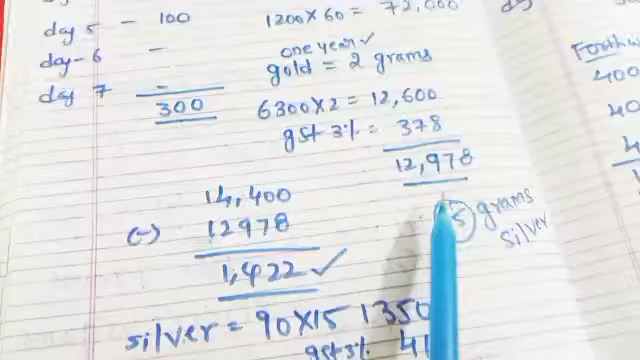 day 5 - 100
day-6 -
day 7 -
300
1200×60 = 72,000
one year ✓
gold = 2 grams
6300×2 = 12,600
gst 3% = 378
12,978
14,400
(-) 12978
1,422 ✓
grams
silver
silver = 90×15 1350
gst 3% 41
400
40
4